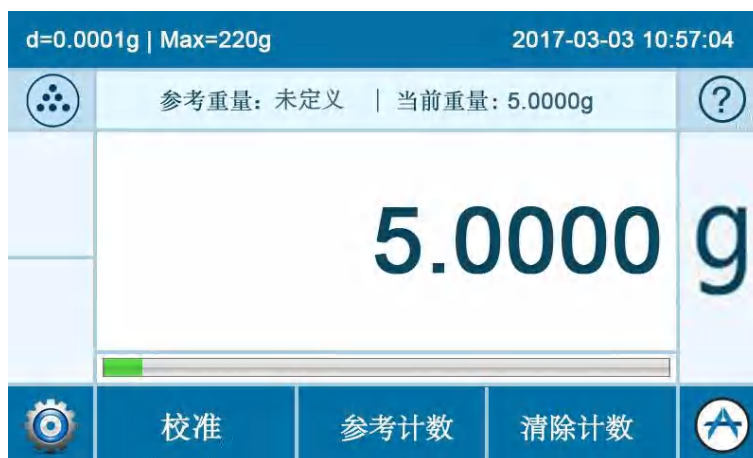 d=0.0001g | Max=220g 2017-03-03 10:57:04
参考重量: 未定义 | 当前重量: 5.0000g ?
5.0000 g
校准 参考计数 清除计数